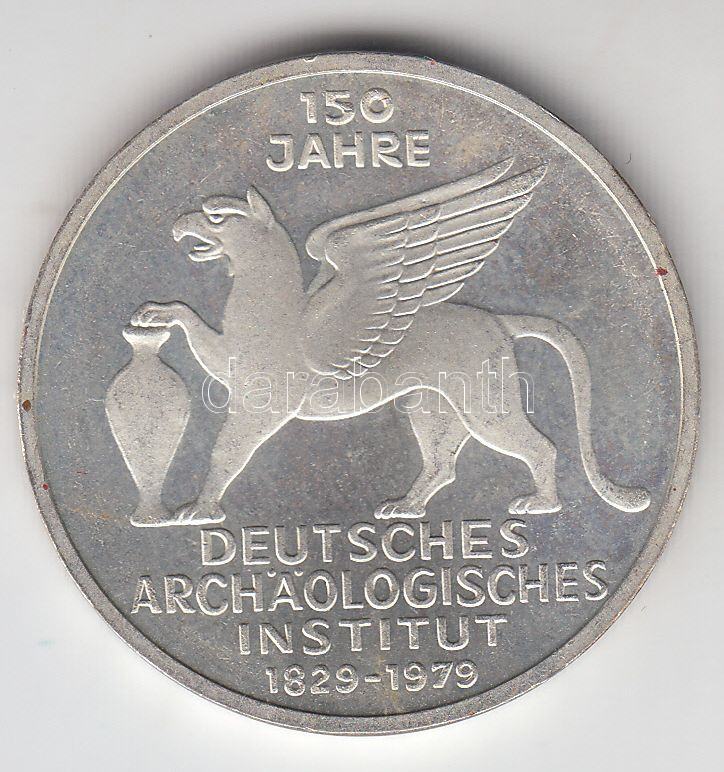 150
JAHRE
darabanth ©
DEUTSCHES
ARCHÄOLOGISCHES
INSTITUT
1829-1979